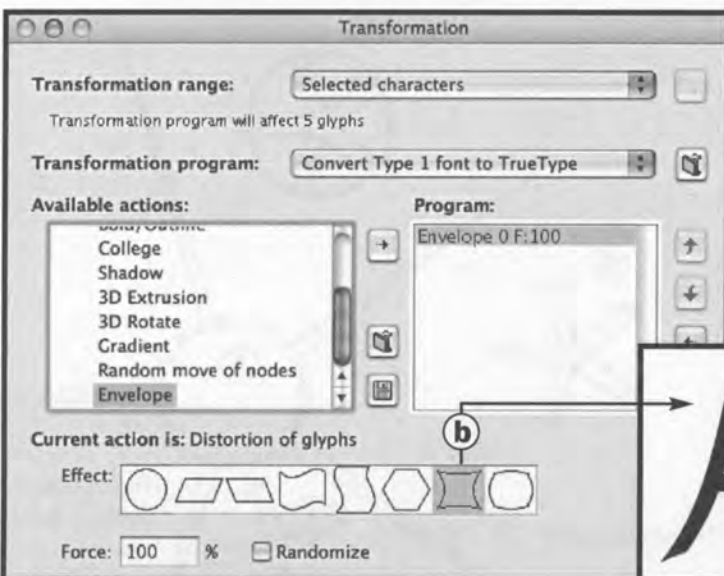 Transformation
Transformation range: Selected characters
Transformation program will affect 5 glyphs
Transformation program: Convert Type 1 font to TrueType
Available actions: Program:
Bold/Outline
College
Shadow
3D Extrusion
3D Rotate
Gradient
Random move of nodes
Envelope
Envelope 0 F:100
b
Current action is: Distortion of glyphs
Effect:
Force: 100 % Randomize